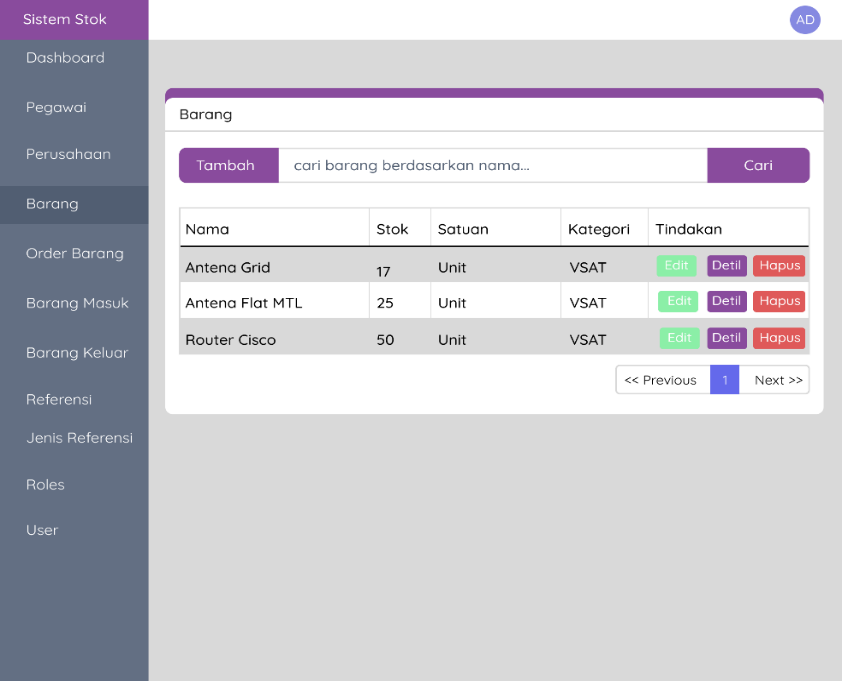 Sistem Stok
AD
Dashboard
Pegawai
Perusahaan
Barang
Order Barang
Barang Masuk
Barang Keluar
Referensi
Jenis Referensi
Roles
User
Barang
Tambah cari barang berdasarkan nama... Cari
Nama Stok Satuan Kategori Tindakan
Antena Grid 17 Unit VSAT Edit Detil Hapus
Antena Flat MTL 25 Unit VSAT Edit Detil Hapus
Router Cisco 50 Unit VSAT Edit Detil Hapus
<< Previous 1 Next >>